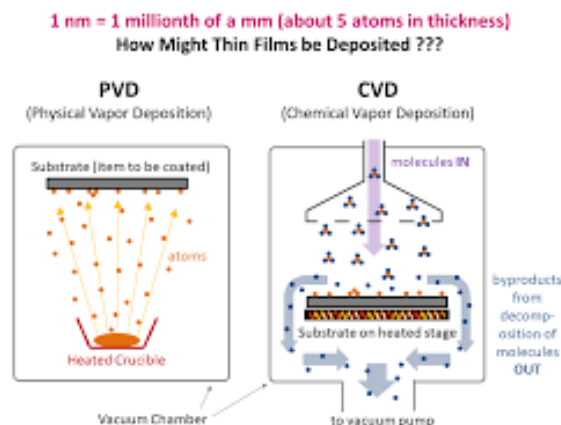 1 nm = 1 millionth of a mm (about 5 atoms in thickness)
How Might Thin Films be Deposited ???
PVD
(Physical Vapor Deposition)
Substrate (item to be coated)
atoms
Heated Crucible
CVD
(Chemical Vapor Deposition)
molecules IN
Substrate on heated stage
byproducts
from
decomp-
osition of
molecules
OUT
Vacuum Chamber
to vacuum pump